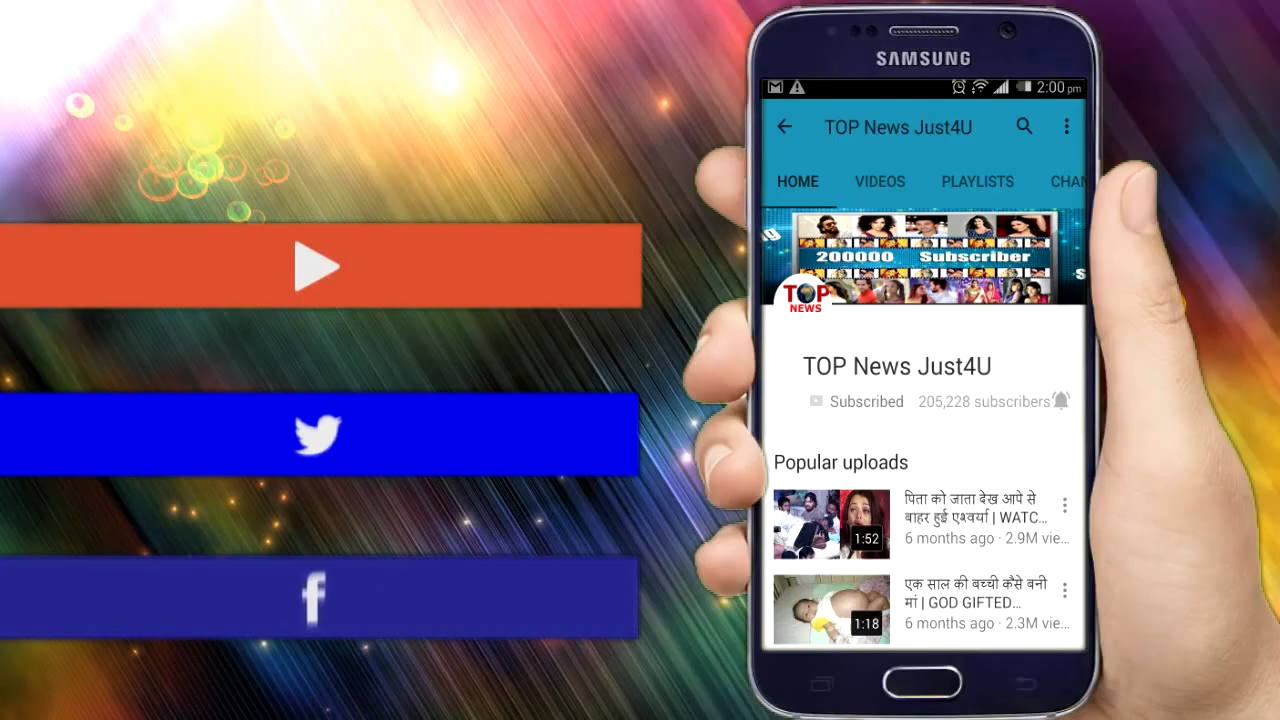 SAMSUNG
2:00 pm
TOP News Just4U
HOME VIDEOS PLAYLISTS CHAN
200000 Subscriber
TOP
NEWS
TOP News Just4U
Subscribed 205,228 subscribers
Popular uploads
पिता को जाता देख आपे से
बाहर हुई एश्वर्या | WATC...
6 months ago · 2.9M vie...
1:52
एक साल की बच्ची कैसे बनी
मां | GOD GIFTED...
6 months ago · 2.3M vie...
1:18